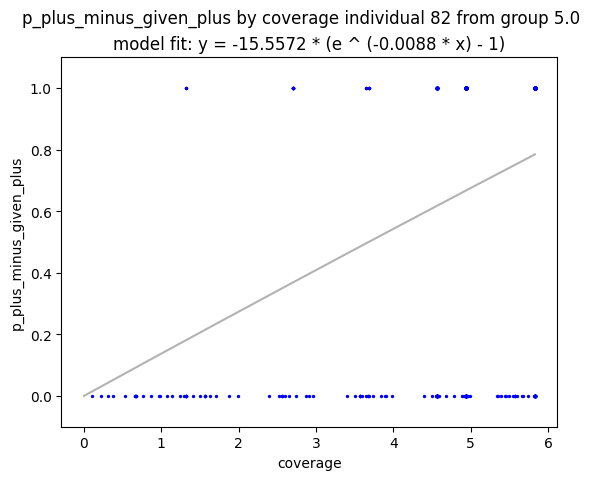 p_plus_minus_given_plus by coverage individual 82 from group 5.0
model fit: y = -15.5572 * (e ^ (-0.0088 * x) - 1)
1.0
0.8
0.6
0.4
0.2
0.0
p_plus_minus_given_plus
0 1 2 3 4 5 6
coverage